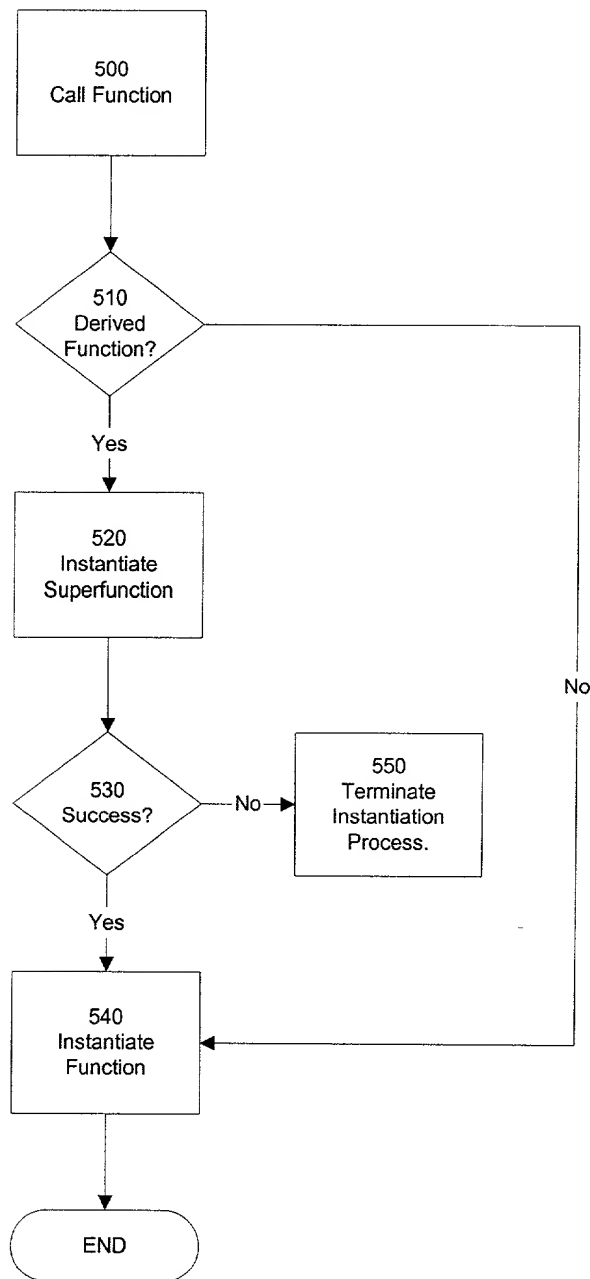 500
Call Function
510
Derived
Function?
Yes
520
Instantiate
Superfunction
No
530
Success?
No
550
Terminate
Instantiation
Process.
Yes
540
Instantiate
Function
END